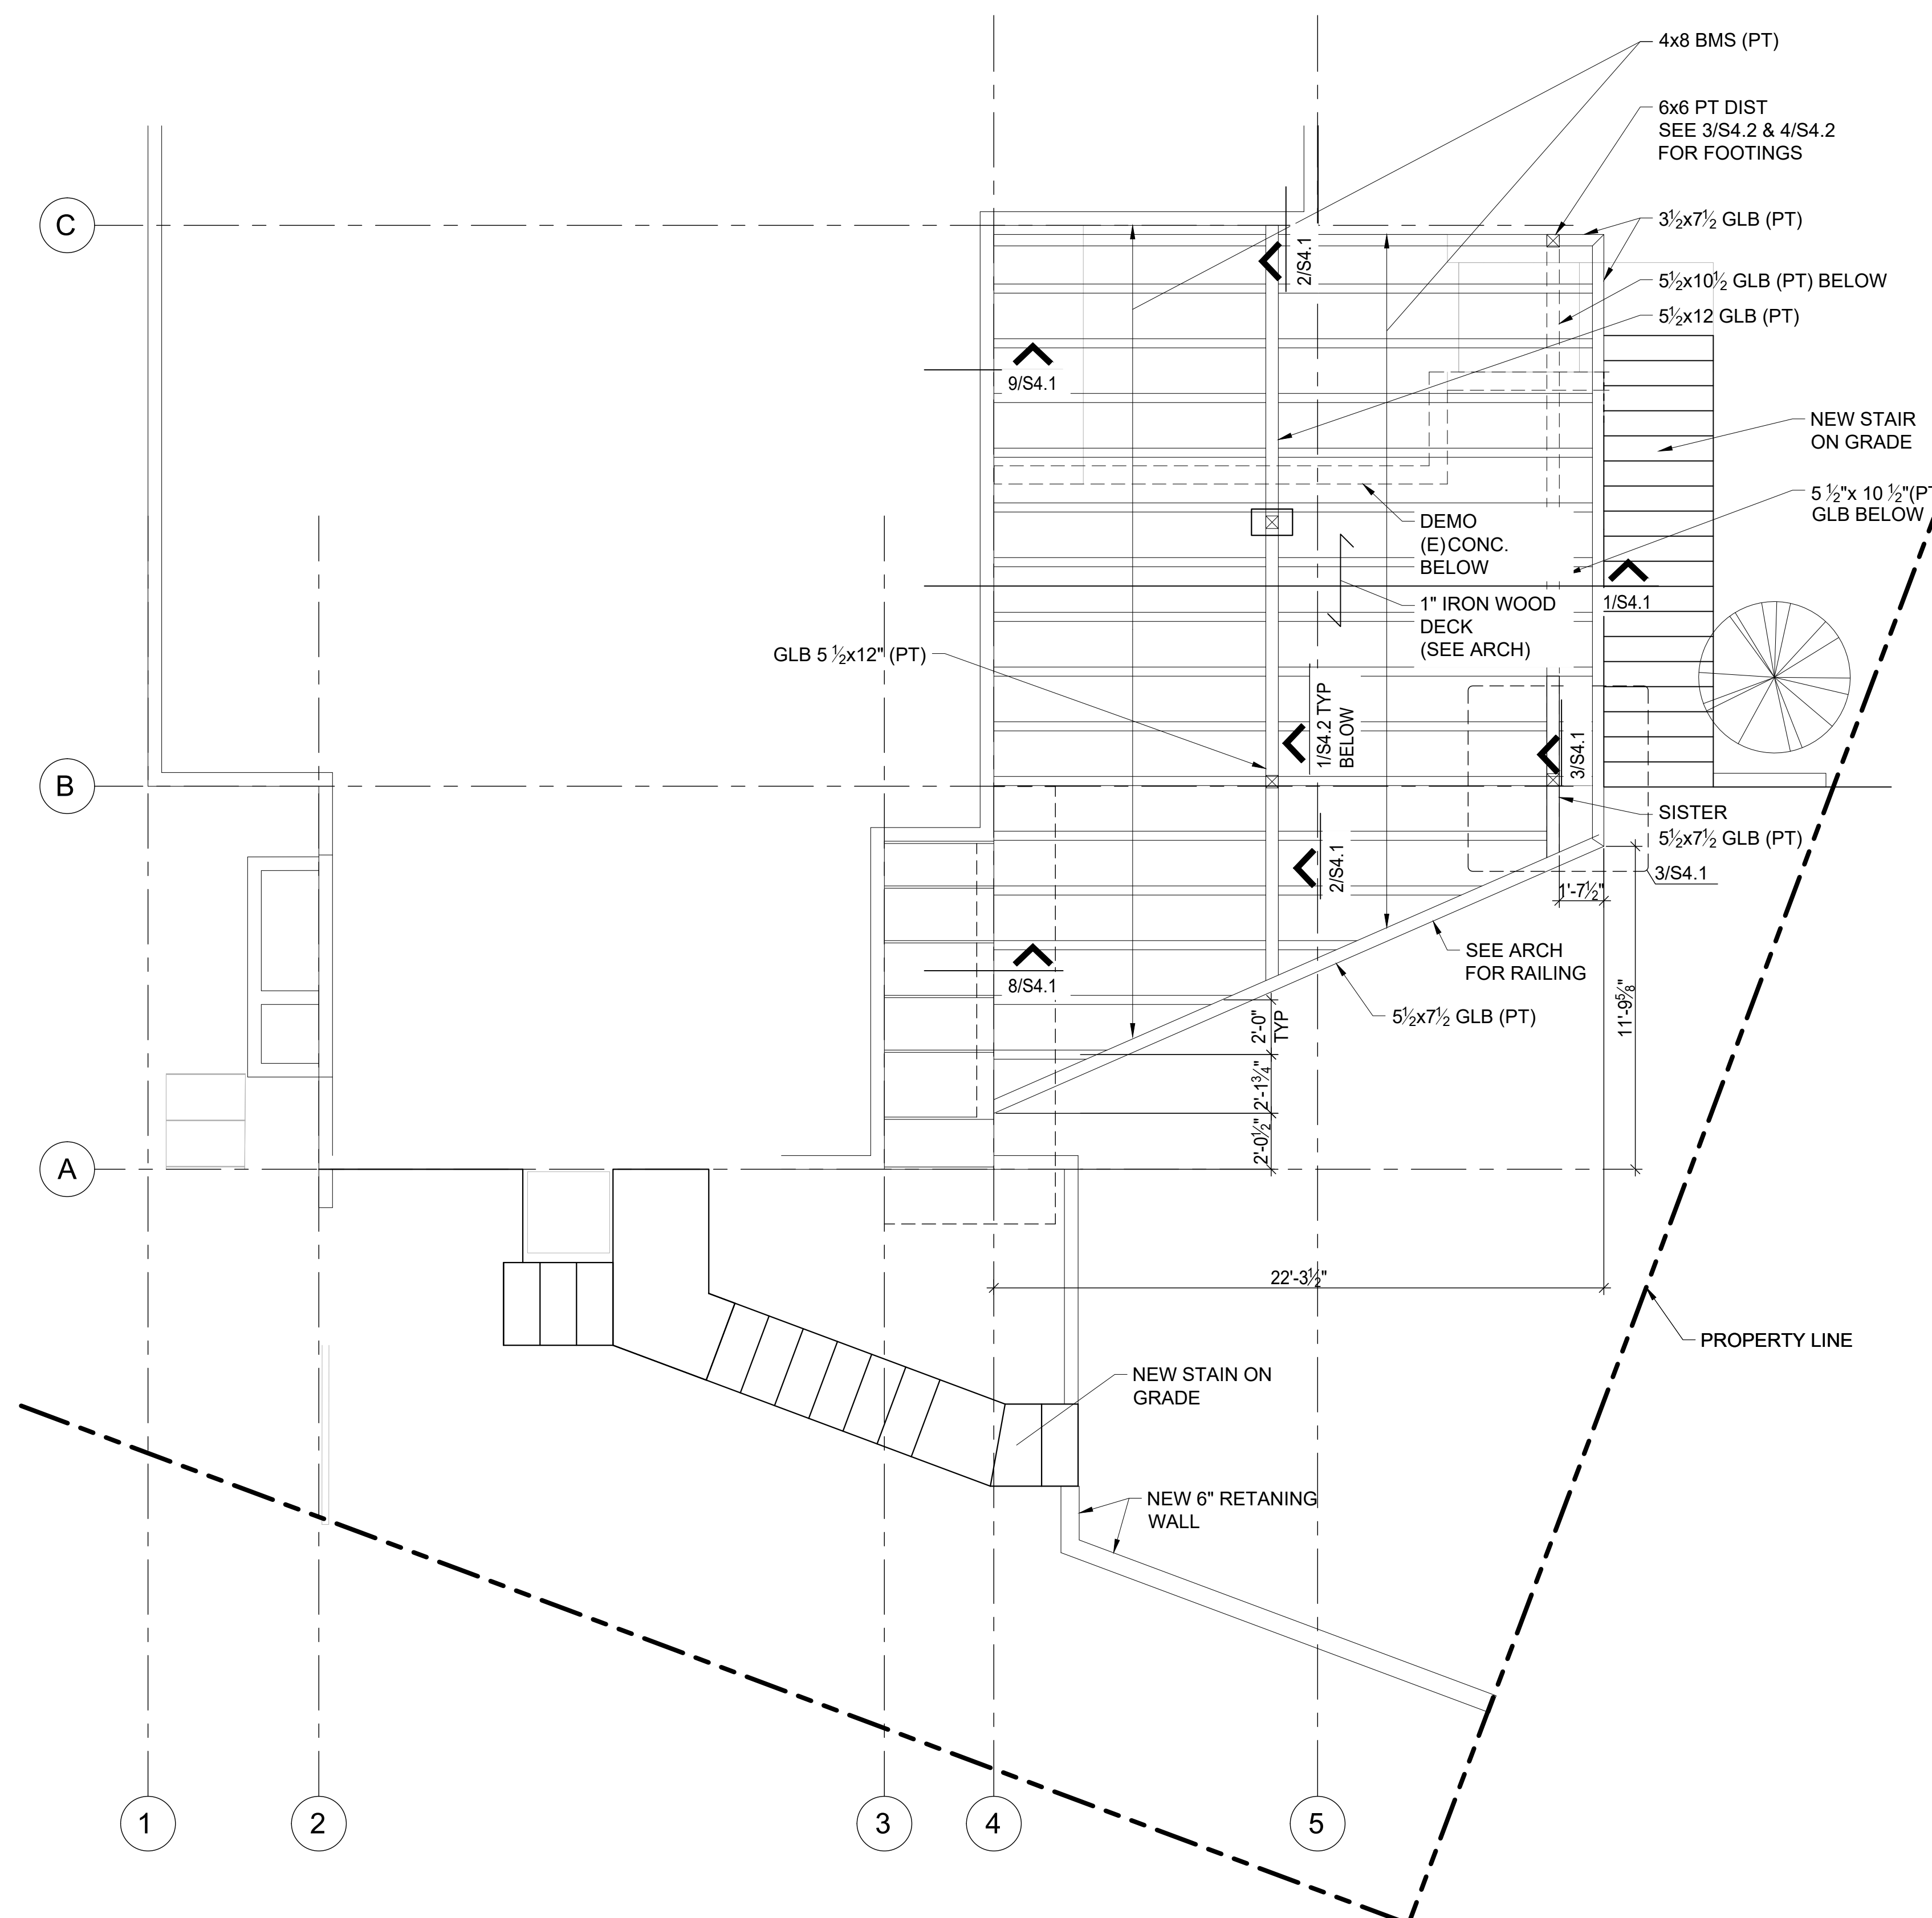 4x8 BMS (PT)
6x6 PT DIST
SEE 3/S4.2 & 4/S4.2
FOR FOOTINGS
C
3½x7½ GLB (PT)
2/S4.1
5½x10½ GLB (PT) BELOW
5½x12 GLB (PT)
9/S4.1
NEW STAIR
ON GRADE
5 ½"x 10 ½"(PT
GLB BELOW
DEMO
(E) CONC.
BELOW
1" IRON WOOD
DECK
(SEE ARCH)
1/S4.1
GLB 5 ½x12" (PT)
1/S4.2 TYP
BELOW
3/S4.1
B
SISTER
5½x7½ GLB (PT)
3/S4.1
2/S4.1
1'-7½"
SEE ARCH
FOR RAILING
8/S4.1
5½x7½ GLB (PT)
11'-9⅝"
2'-0"
TYP
2'-1¾"
2'-0½"
A
22'-3½"
PROPERTY LINE
NEW STAIN ON
GRADE
NEW 6" RETANING
WALL
1
2
3
4
5